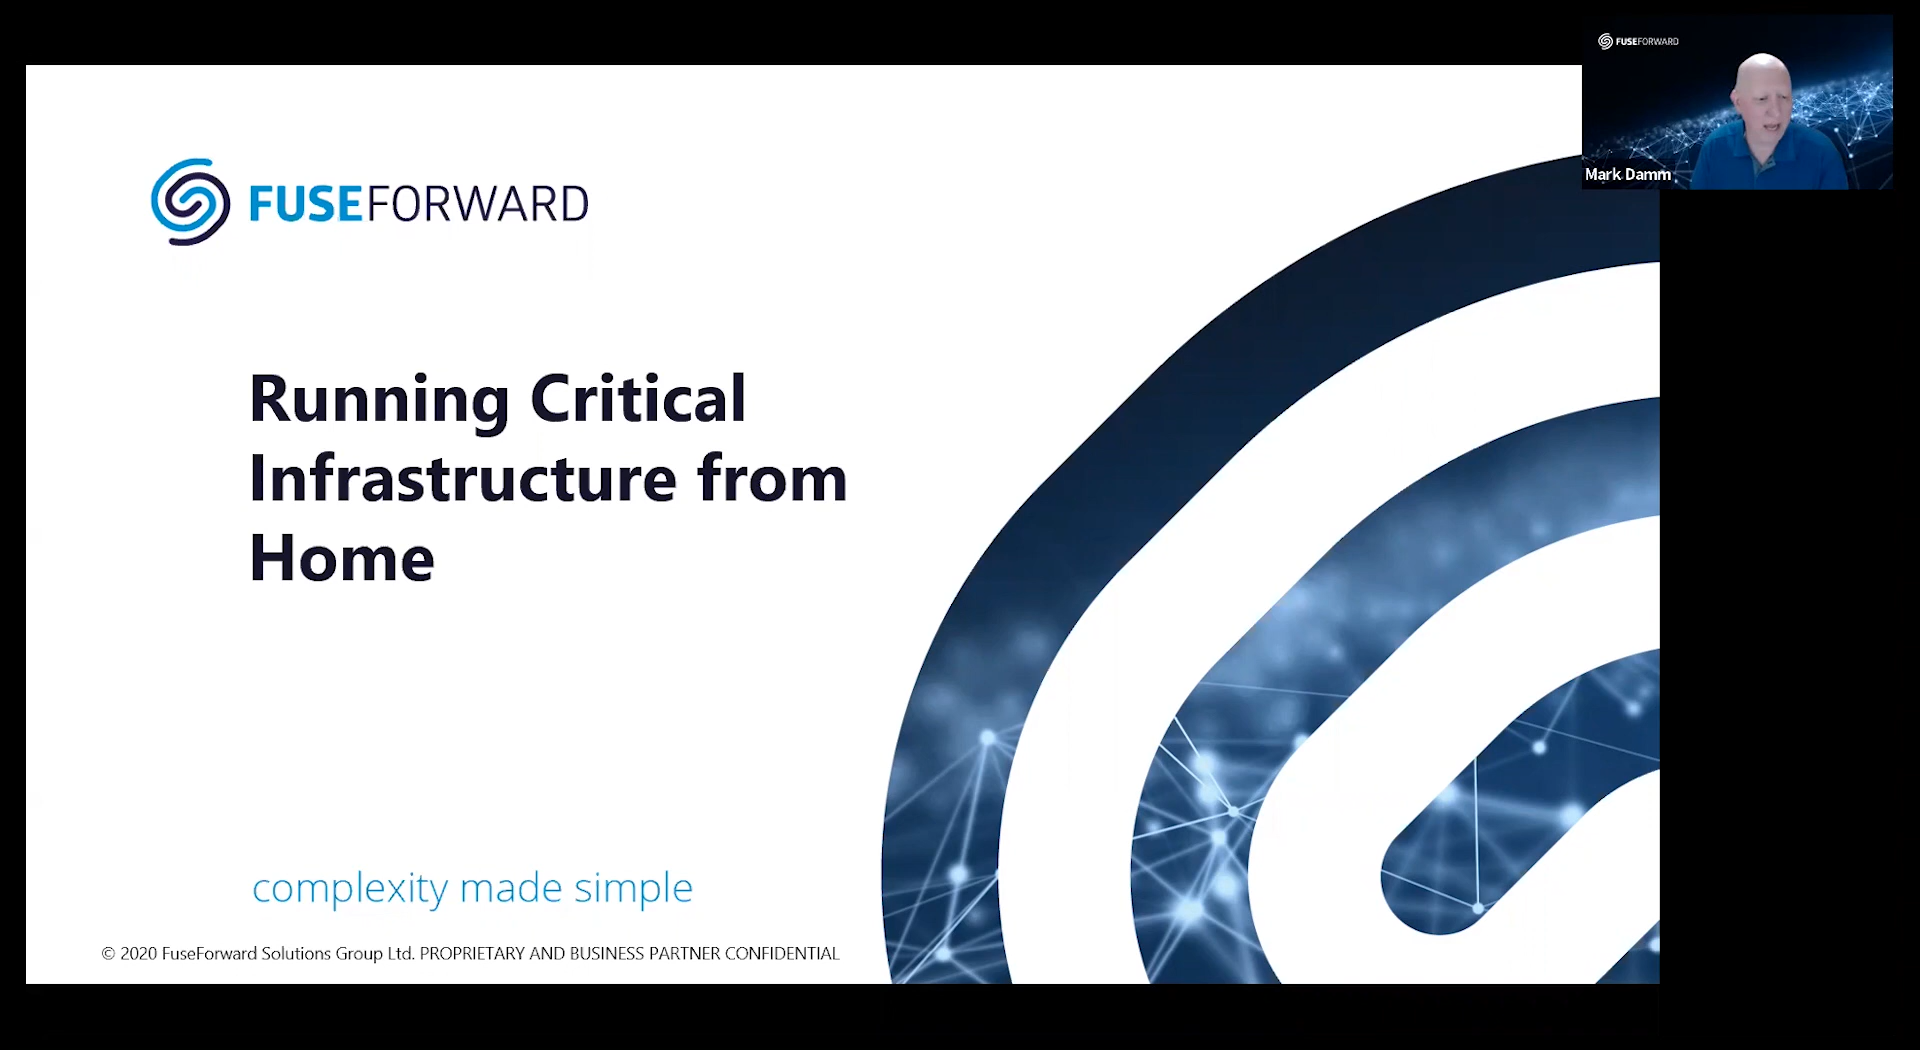 FUSEFORWARD
Mark Damm
FUSEFORWARD
Running Critical
Infrastructure from
Home
complexity made simple
© 2020 FuseForward Solutions Group Ltd. PROPRIETARY AND BUSINESS PARTNER CONFIDENTIAL